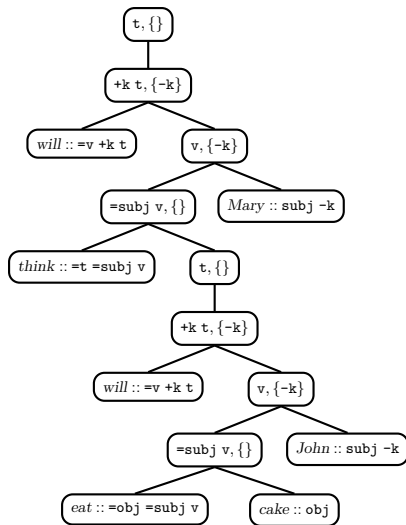 t, {}
+k t, {-k}
will :: =v +k t
v, {-k}
=subj v, {}
Mary :: subj -k
think :: =t =subj v
t, {}
+k t, {-k}
will :: =v +k t
v, {-k}
=subj v, {}
John :: subj -k
eat :: =obj =subj v
cake :: obj